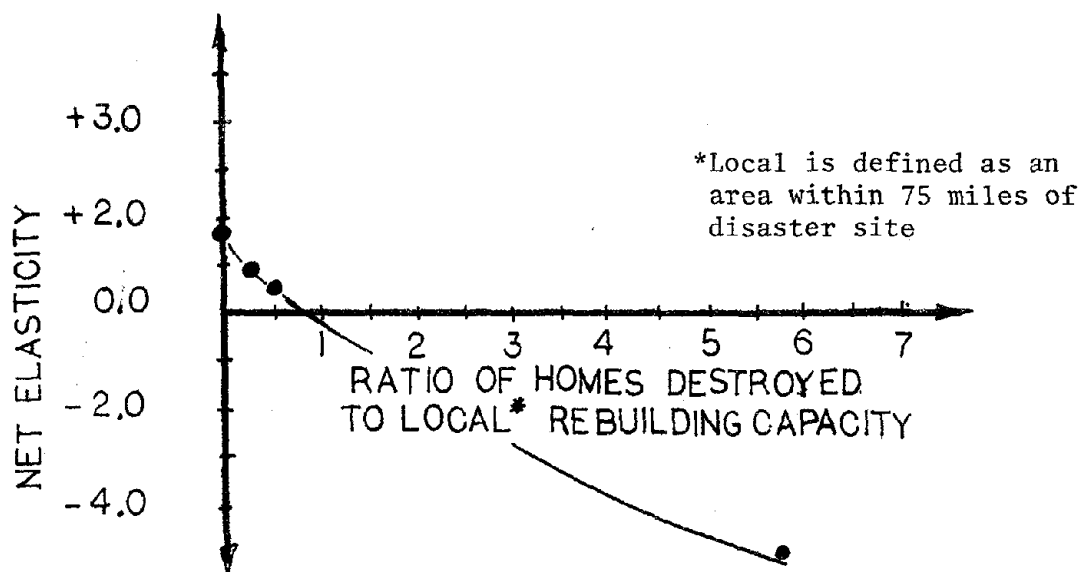 NET ELASTICITY
+3.0
+2.0
0.0
-2.0
-4.0
1 2 3 4 5 6 7
RATIO OF HOMES DESTROYED
TO LOCAL* REBUILDING CAPACITY
*Local is defined as an
area within 75 miles of
disaster site